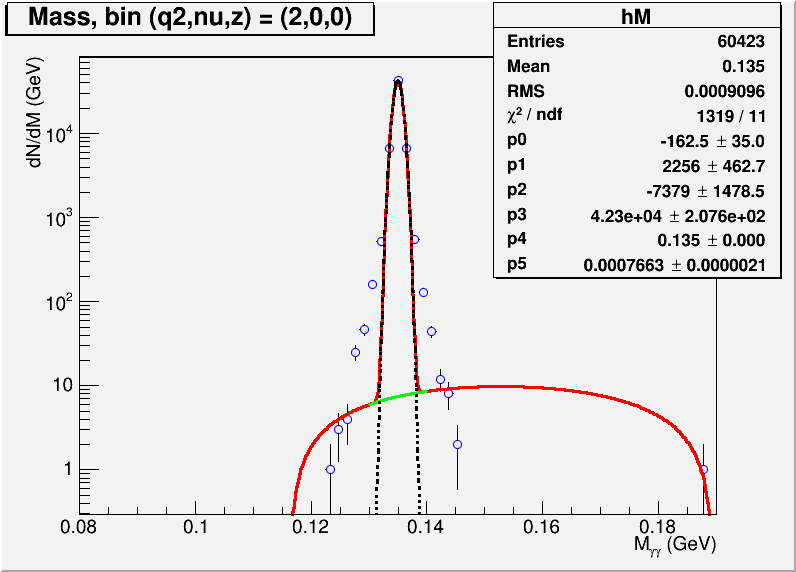 Mass, bin (q2,nu,z) = (2,0,0)
hM
Entries 60423
Mean 0.135
RMS 0.0009096
χ² / ndf 1319 / 11
p0 -162.5 ± 35.0
p1 2256 ± 462.7
p2 -7379 ± 1478.5
p3 4.23e+04 ± 2.076e+02
p4 0.135 ± 0.000
p5 0.0007663 ± 0.0000021
dN/dM (GeV)
10⁴
10³
10²
10
1
0.08 0.1 0.12 0.14 0.16 0.18
Mγγ (GeV)